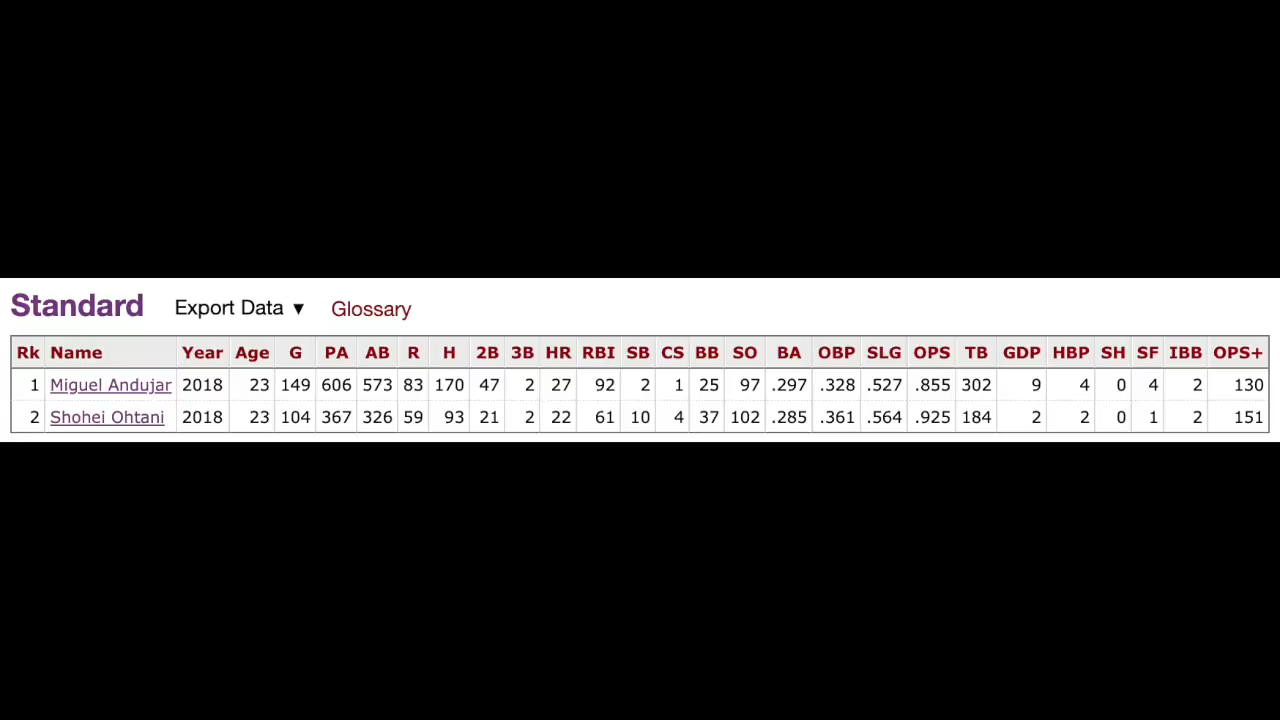 Standard Export Data ▼ Glossary
Rk Name Year Age G PA AB R H 2B 3B HR RBI SB CS BB SO BA OBP SLG OPS TB GDP HBP SH SF IBB OPS+
1 Miguel Andujar 2018 23 149 606 573 83 170 47 2 27 92 2 1 25 97 .297 .328 .527 .855 302 9 4 0 4 2 130
2 Shohei Ohtani 2018 23 104 367 326 59 93 21 2 22 61 10 4 37 102 .285 .361 .564 .925 184 2 2 0 1 2 151